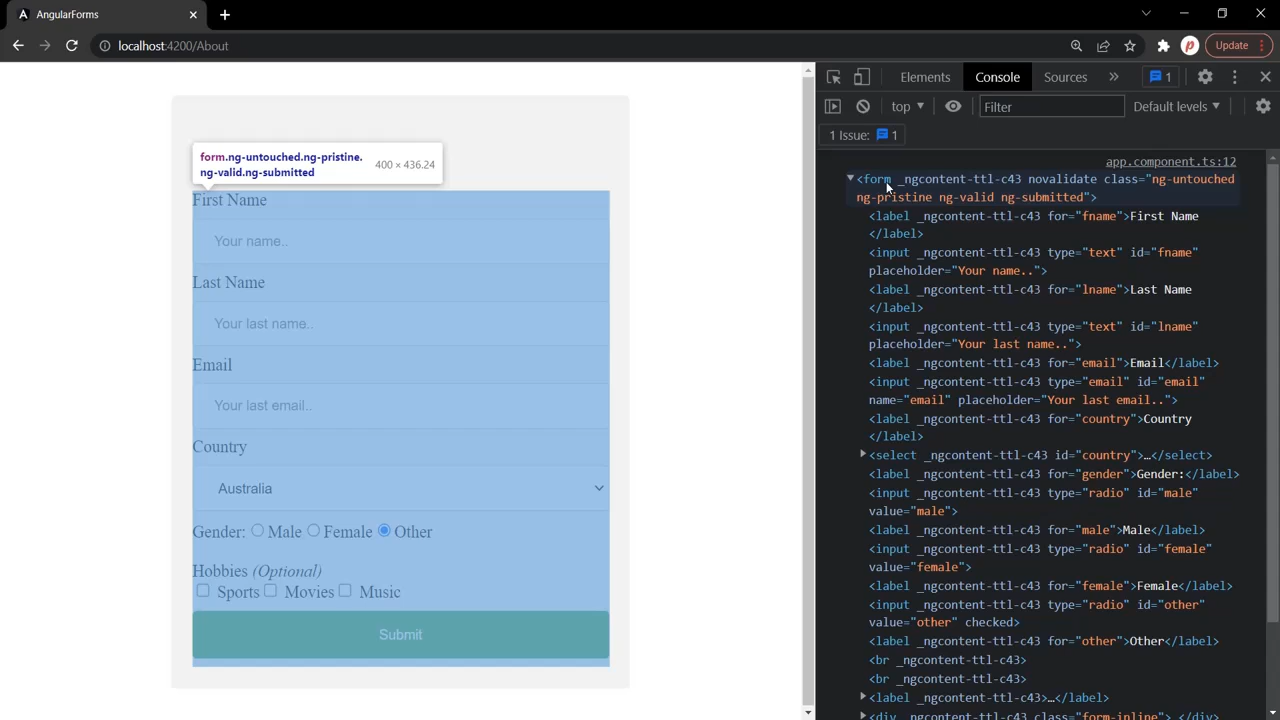 AngularForms
localhost:4200/About
Update
Elements
Console
Sources
1
top
Filter
Default levels
1 Issue: 1
app.component.ts:12
form.ng-untouched.ng-pristine.
ng-valid.ng-submitted
400 × 436.24
First Name
Your name..
Last Name
Your last name..
Email
Your last email..
Country
Australia
Gender: Male Female Other
Hobbies (Optional)
Sports Movies Music
Submit
<form _ngcontent-ttl-c43 novalidate class="ng-untouched
ng-pristine ng-valid ng-submitted">
<label _ngcontent-ttl-c43 for="fname">First Name
</label>
<input _ngcontent-ttl-c43 type="text" id="fname"
placeholder="Your name..">
<label _ngcontent-ttl-c43 for="lname">Last Name
</label>
<input _ngcontent-ttl-c43 type="text" id="lname"
placeholder="Your last name..">
<label _ngcontent-ttl-c43 for="email">Email</label>
<input _ngcontent-ttl-c43 type="email" id="email"
name="email" placeholder="Your last email..">
<label _ngcontent-ttl-c43 for="country">Country
</label>
<select _ngcontent-ttl-c43 id="country">…</select>
<label _ngcontent-ttl-c43 for="gender">Gender:</label>
<input _ngcontent-ttl-c43 type="radio" id="male"
value="male">
<label _ngcontent-ttl-c43 for="male">Male</label>
<input _ngcontent-ttl-c43 type="radio" id="female"
value="female">
<label _ngcontent-ttl-c43 for="female">Female</label>
<input _ngcontent-ttl-c43 type="radio" id="other"
value="other" checked>
<label _ngcontent-ttl-c43 for="other">Other</label>
<br _ngcontent-ttl-c43>
<br _ngcontent-ttl-c43>
<label _ngcontent-ttl-c43>…</label>
<div _ngcontent-ttl-c43 class="form-inline">…</div>